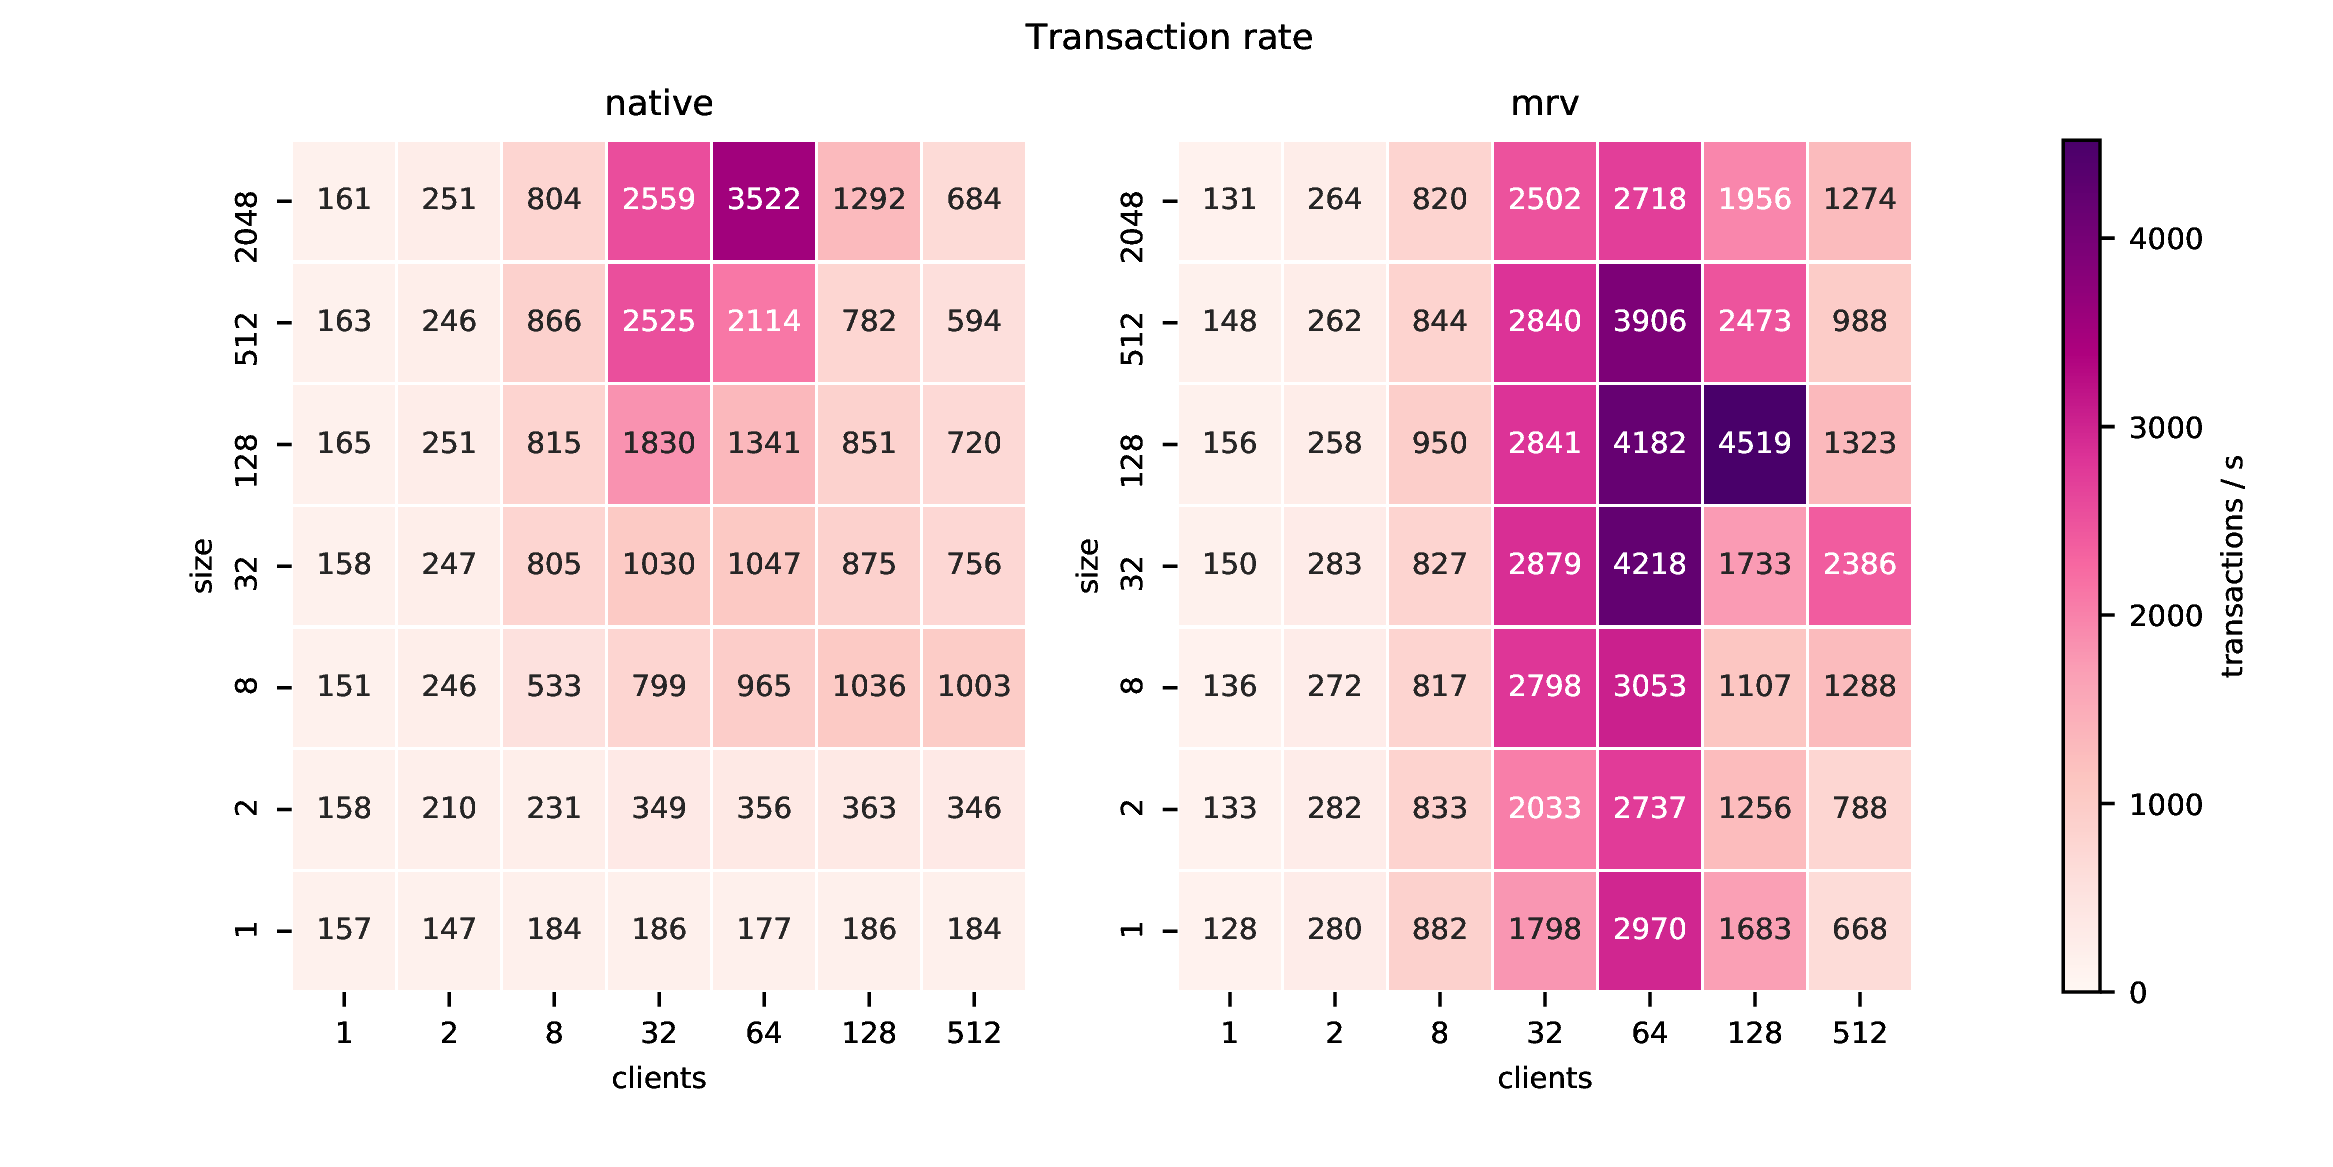 Transaction rate
native
mrv
2048 161 251 804 2559 3522 1292 684
512 163 246 866 2525 2114 782 594
128 165 251 815 1830 1341 851 720
32 158 247 805 1030 1047 875 756
8 151 246 533 799 965 1036 1003
2 158 210 231 349 356 363 346
1 157 147 184 186 177 186 184
size
1 2 8 32 64 128 512
clients
2048 131 264 820 2502 2718 1956 1274
512 148 262 844 2840 3906 2473 988
128 156 258 950 2841 4182 4519 1323
32 150 283 827 2879 4218 1733 2386
8 136 272 817 2798 3053 1107 1288
2 133 282 833 2033 2737 1256 788
1 128 280 882 1798 2970 1683 668
size
1 2 8 32 64 128 512
clients
4000
3000
2000
1000
0
transactions / s